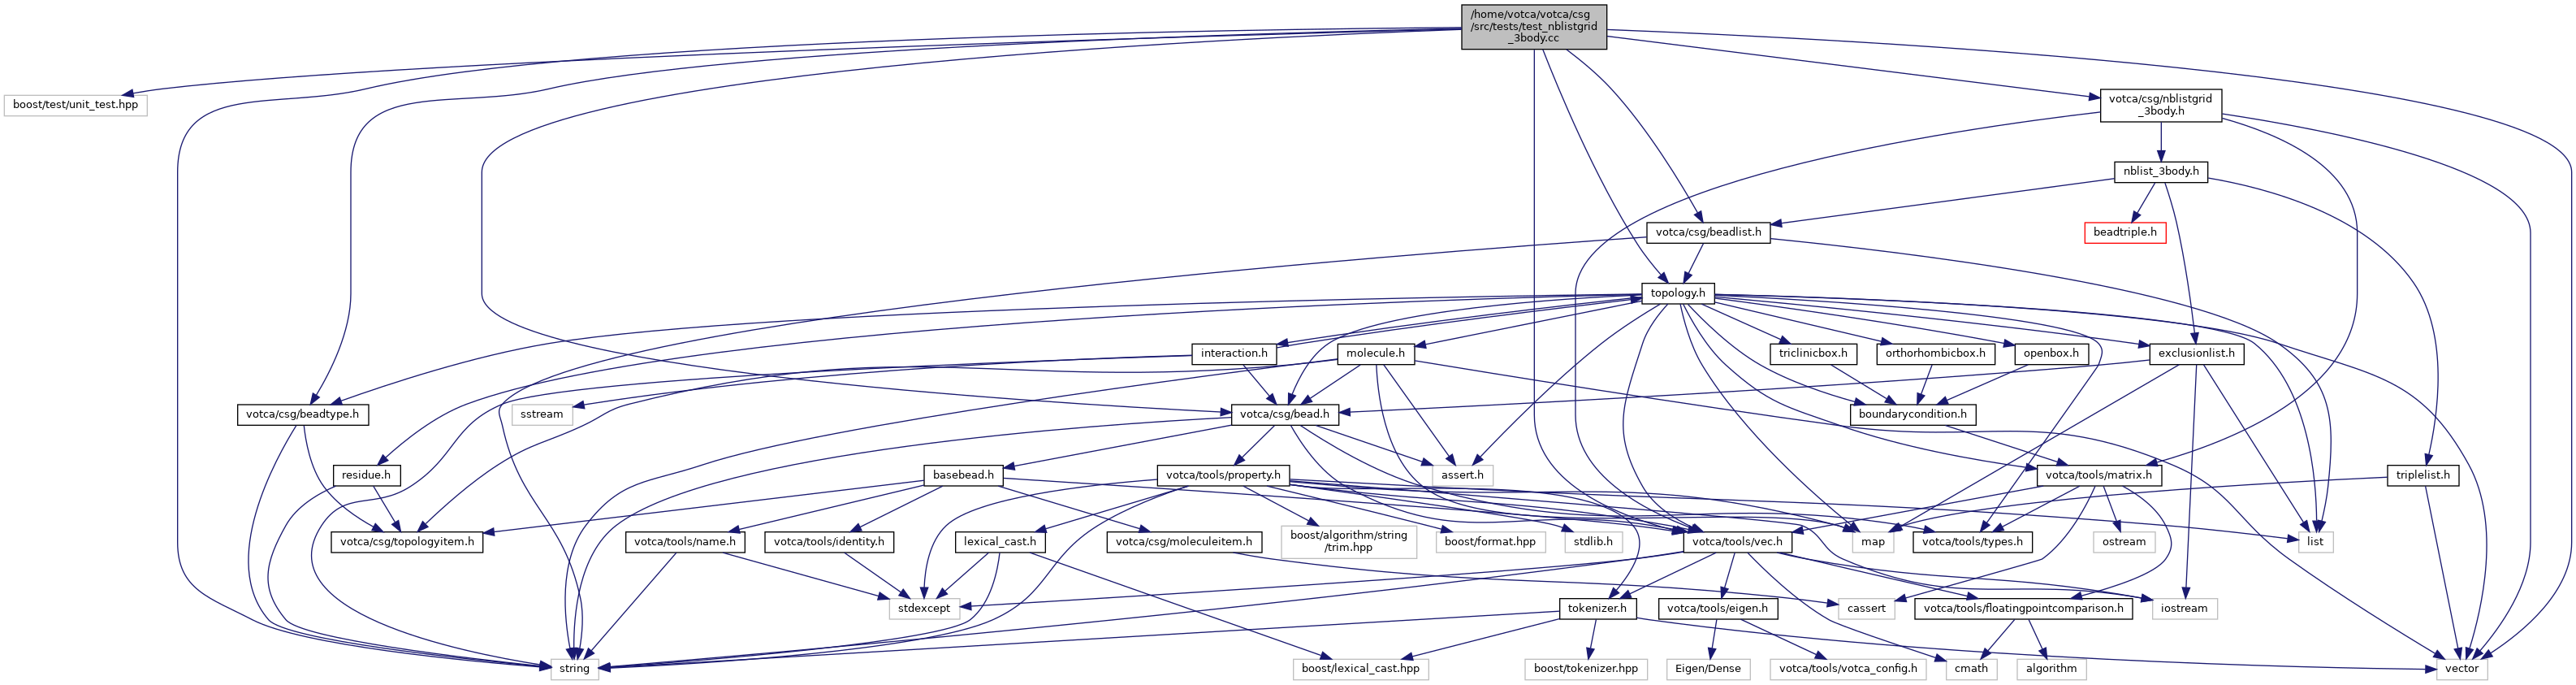 /home/votca/votca/csg
/src/tests/test_nblistgrid
_3body.cc
boost/test/unit_test.hpp
votca/csg/nblistgrid
_3body.h
nblist_3body.h
votca/csg/beadlist.h
beadtriple.h
topology.h
interaction.h
molecule.h
triclinicbox.h
orthorhombicbox.h
openbox.h
exclusionlist.h
votca/csg/beadtype.h
sstream
votca/csg/bead.h
boundarycondition.h
residue.h
basebead.h
votca/tools/property.h
assert.h
votca/tools/matrix.h
triplelist.h
votca/csg/topologyitem.h
votca/tools/name.h
votca/tools/identity.h
lexical_cast.h
votca/csg/moleculeitem.h
boost/algorithm/string
/trim.hpp
boost/format.hpp
stdlib.h
votca/tools/vec.h
map
votca/tools/types.h
ostream
list
stdexcept
tokenizer.h
votca/tools/eigen.h
cassert
votca/tools/floatingpointcomparison.h
iostream
string
boost/lexical_cast.hpp
boost/tokenizer.hpp
Eigen/Dense
votca/tools/votca_config.h
cmath
algorithm
vector